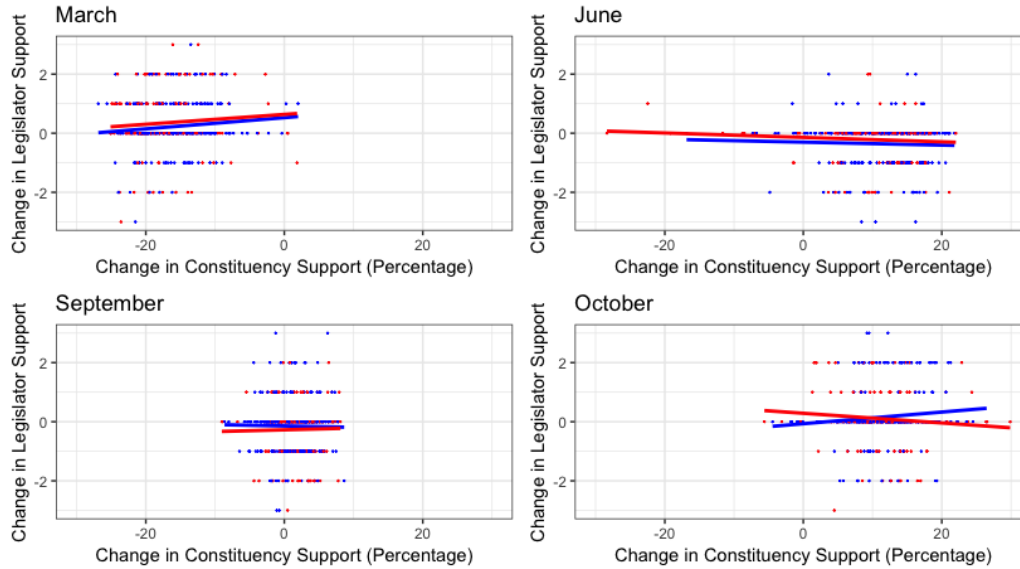 March
Change in Legislator Support
2
0
-2
-20
0
20
Change in Constituency Support (Percentage)
June
Change in Legislator Support
2
0
-2
-20
0
20
Change in Constituency Support (Percentage)
September
Change in Legislator Support
2
0
-2
-20
0
20
Change in Constituency Support (Percentage)
October
Change in Legislator Support
2
0
-2
-20
0
20
Change in Constituency Support (Percentage)